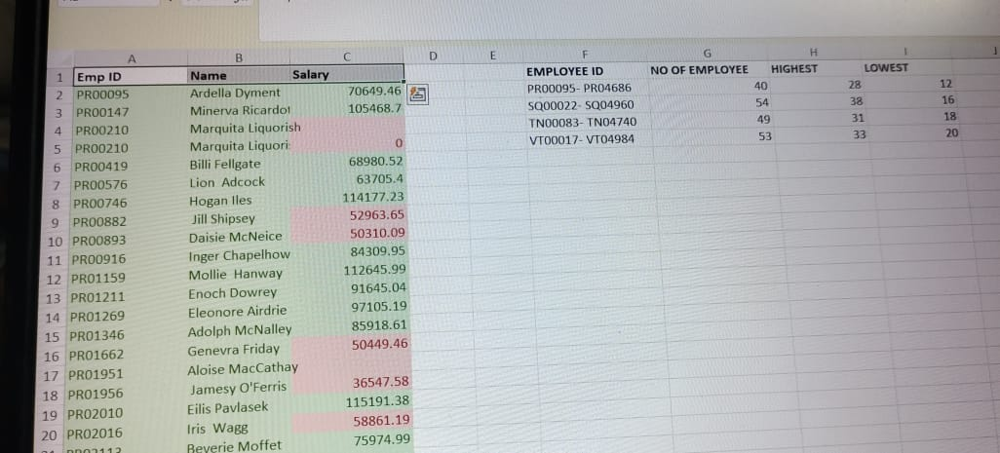 A B C D E F G H I J
1 Emp ID Name Salary EMPLOYEE ID NO OF EMPLOYEE HIGHEST LOWEST
2 PR00095 Ardella Dyment 70649.46 PR00095- PR04686 40 28 12
3 PR00147 Minerva Ricardot 105468.7 SQ00022- SQ04960 54 38 16
4 PR00210 Marquita Liquorish TN00083- TN04740 49 31 18
5 PR00210 Marquita Liquori 0 VT00017- VT04984 53 33 20
6 PR00419 Billi Fellgate 68980.52
7 PR00576 Lion Adcock 63705.4
8 PR00746 Hogan Iles 114177.23
9 PR00882 Jill Shipsey 52963.65
10 PR00893 Daisie McNeice 50310.09
11 PR00916 Inger Chapelhow 84309.95
12 PR01159 Mollie Hanway 112645.99
13 PR01211 Enoch Dowrey 91645.04
14 PR01269 Eleonore Airdrie 97105.19
15 PR01346 Adolph McNalley 85918.61
16 PR01662 Genevra Friday 50449.46
17 PR01951 Aloise MacCathay
18 PR01956 Jamesy O'Ferris 36547.58
19 PR02010 Eilis Pavlasek 115191.38
20 PR02016 Iris Wagg 58861.19
Beverie Moffet 75974.99